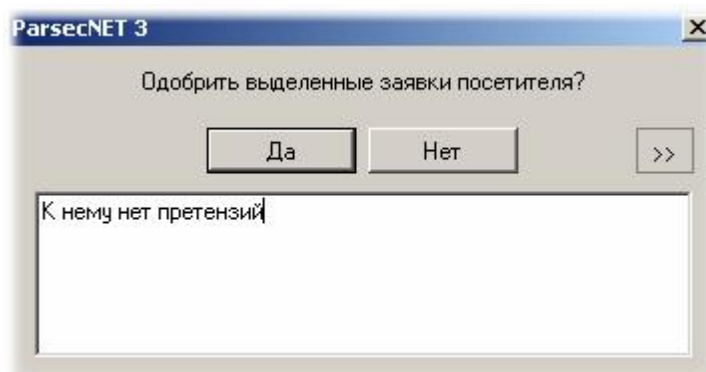 ParsecNET 3
Одобрить выделенные заявки посетителя?
Да
Нет
>>
К нему нет претензий